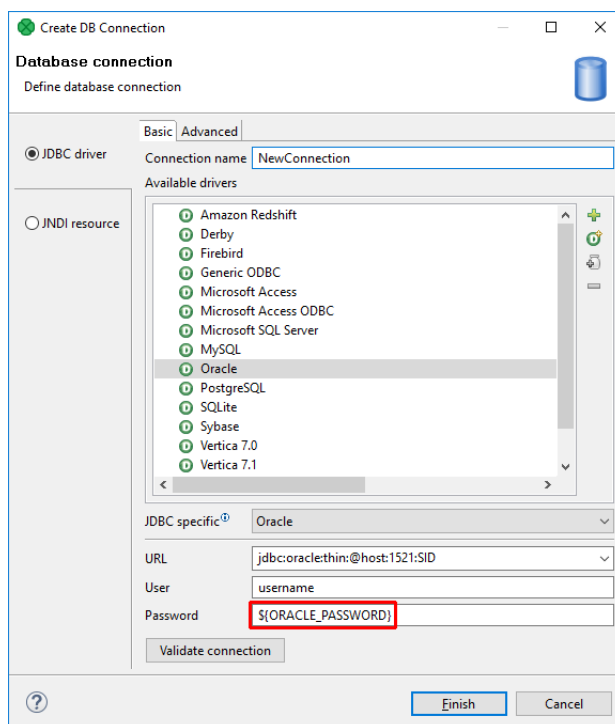 Create DB Connection
Database connection
Define database connection
Basic Advanced
JDBC driver
Connection name NewConnection
Available drivers
JNDI resource
Amazon Redshift
Derby
Firebird
Generic ODBC
Microsoft Access
Microsoft Access ODBC
Microsoft SQL Server
MySQL
Oracle
PostgreSQL
SQLite
Sybase
Vertica 7.0
Vertica 7.1
JDBC specific Oracle
URL jdbc:oracle:thin:@host:1521:SID
User username
Password ${ORACLE_PASSWORD}
Validate connection
Finish Cancel